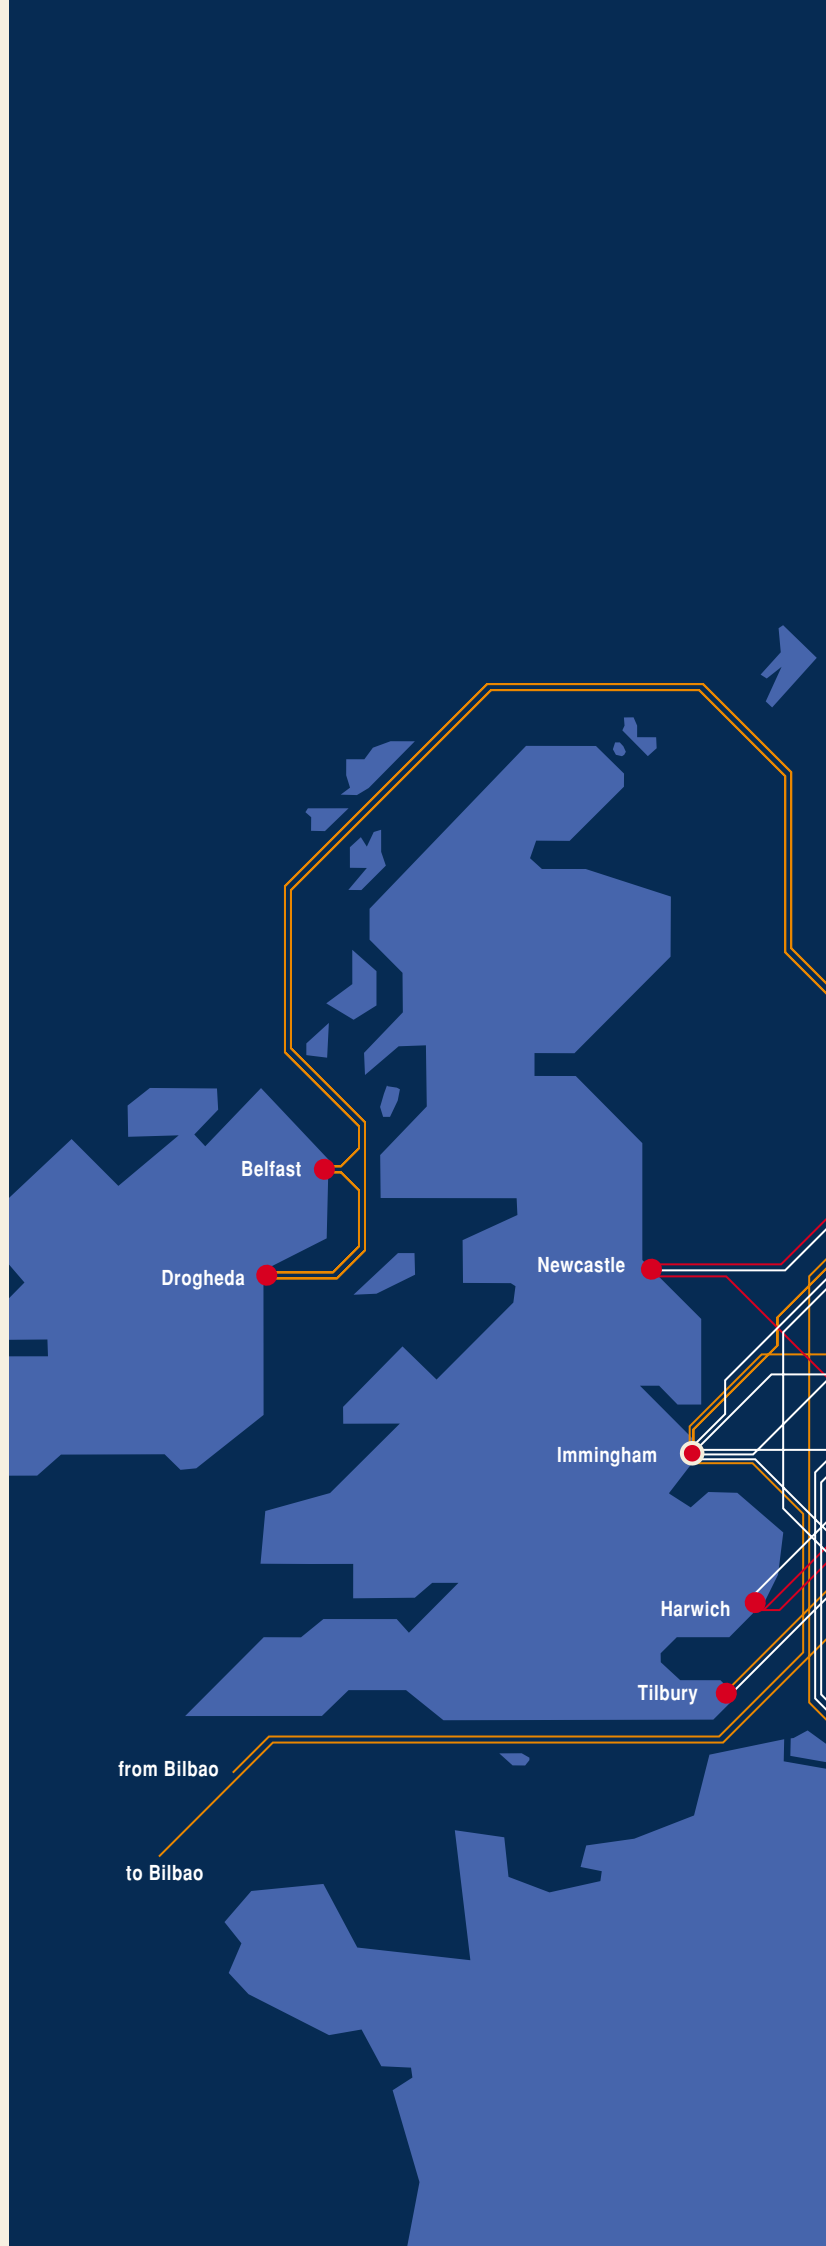 Belfast
Newcastle
Drogheda
Immingham
Harwich
Tilbury
from Bilbao
to Bilbao